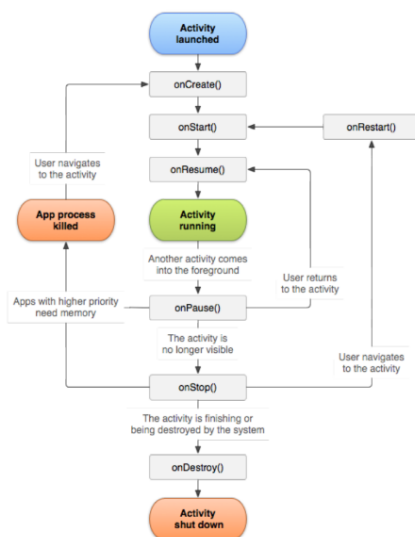 Activity
launched
onCreate()
onStart()
onRestart()
User navigates
to the activity
onResume()
App process
killed
Activity
running
Another activity comes
into the foreground
User returns
to the activity
Apps with higher priority
need memory
onPause()
The activity is
no longer visible
User navigates
to the activity
onStop()
The activity is finishing or
being destroyed by the system
onDestroy()
Activity
shut down